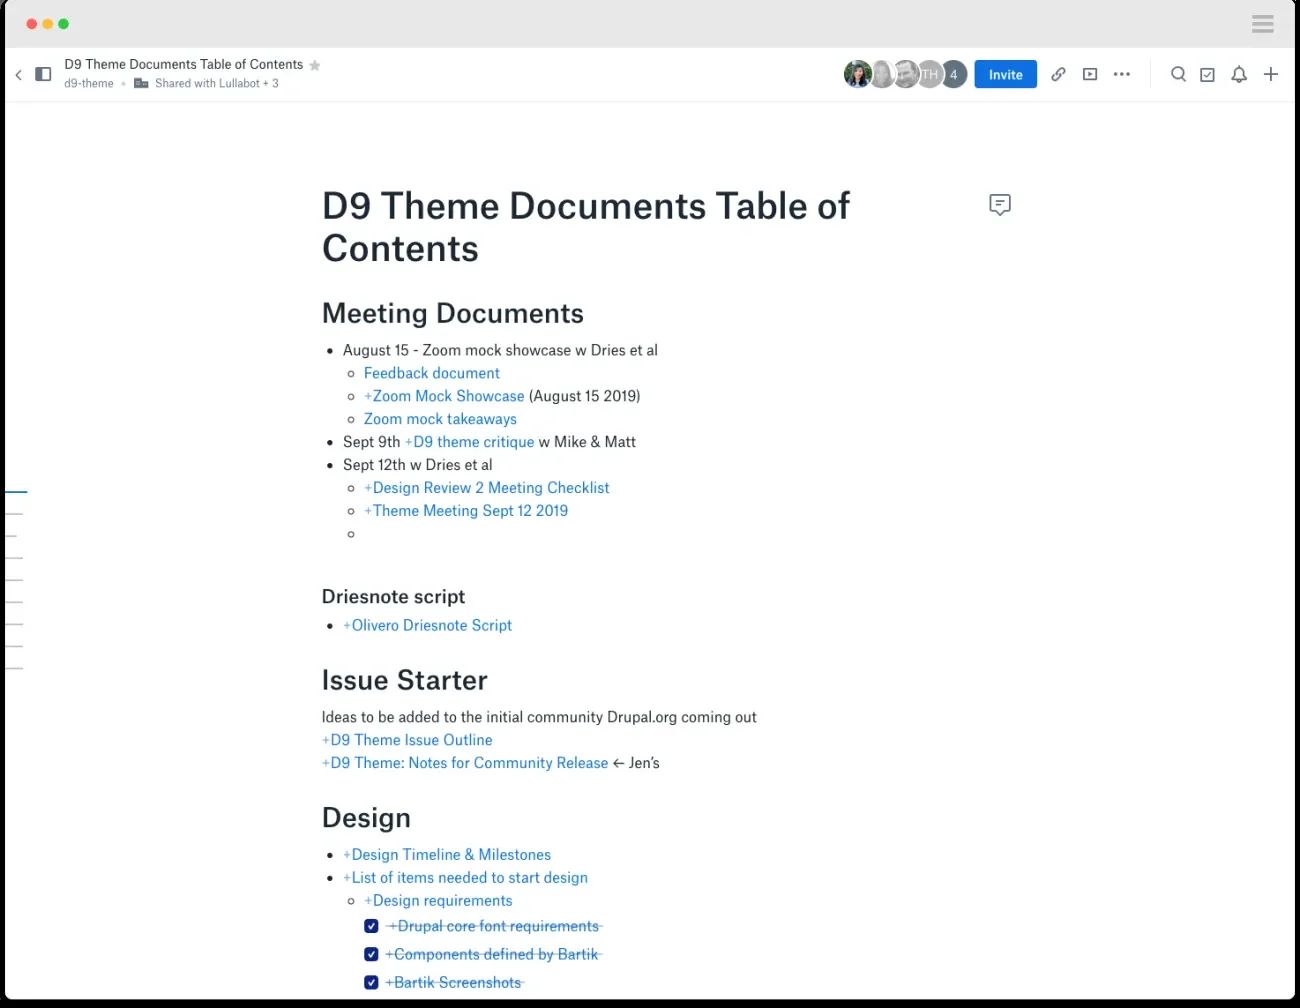 D9 Theme Documents Table of Contents
d9-theme • Shared with Lullabot + 3
TH 4 Invite
D9 Theme Documents Table of
Contents
Meeting Documents
August 15 - Zoom mock showcase w Dries et al
Feedback document
+Zoom Mock Showcase (August 15 2019)
Zoom mock takeaways
Sept 9th +D9 theme critique w Mike & Matt
Sept 12th w Dries et al
+Design Review 2 Meeting Checklist
+Theme Meeting Sept 12 2019
Driesnote script
+Olivero Driesnote Script
Issue Starter
Ideas to be added to the initial community Drupal.org coming out
+D9 Theme Issue Outline
+D9 Theme: Notes for Community Release ← Jen's
Design
+Design Timeline & Milestones
+List of items needed to start design
+Design requirements
+Drupal core font requirements
+Components defined by Bartik
+Bartik Screenshots